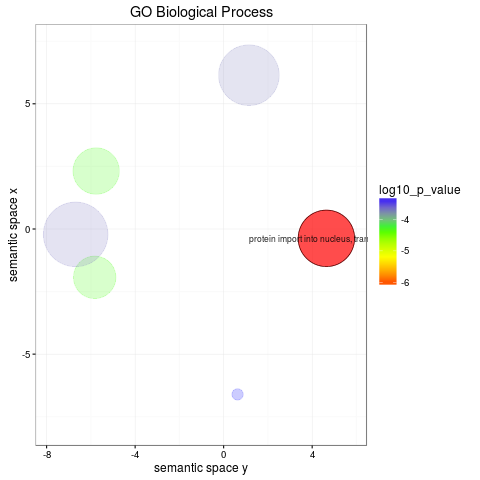 GO Biological Process
semantic space x
5
0
-5
protein import into nucleus, tran
-8
-4
0
4
semantic space y
log10_p_value
-4
-5
-6